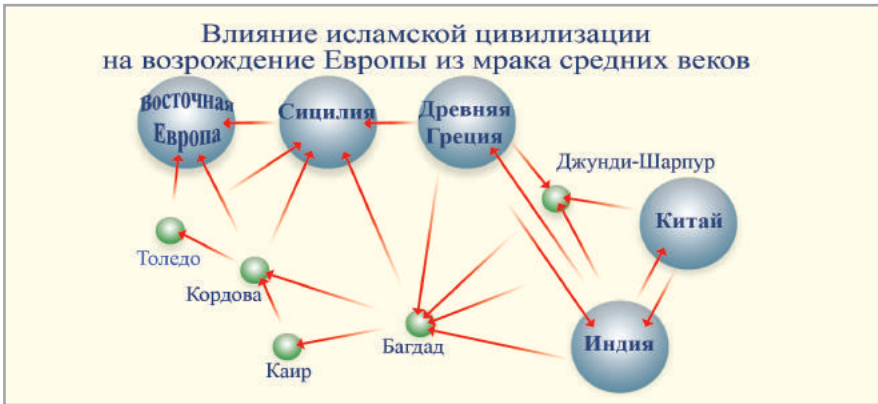 Влияние исламской цивилизации
на возрождение Европы из мрака средних веков
Восточная
Европа
Сицилия
Древняя
Греция
Джунди-Шарпур
Китай
Толедо
Кордова
Каир
Багдад
Индия